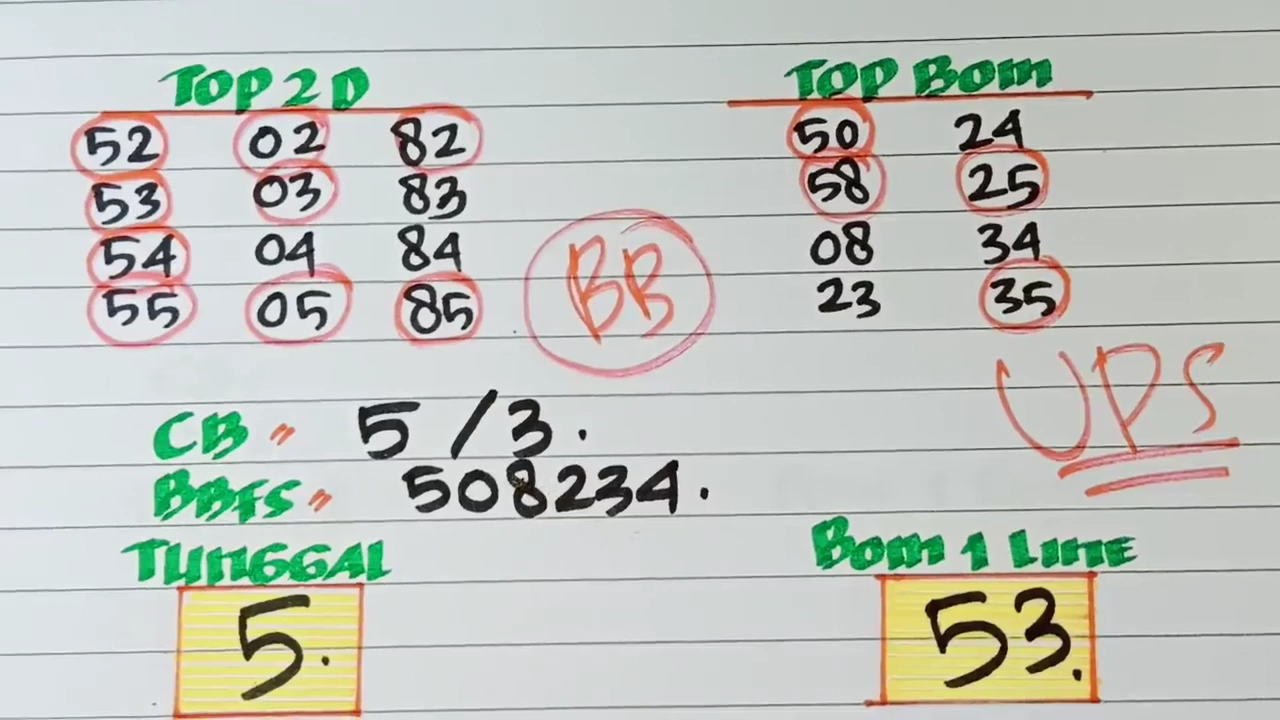 TOP 2 D
52 02 82
53 03 83
54 04 84
55 05 85
BB
TOP BOM
50 24
58 25
08 34
23 35
UPS
CB = 5 / 3.
BBFS = 508234.
TUNGGAL
5.
BOM 1 LINE
53.